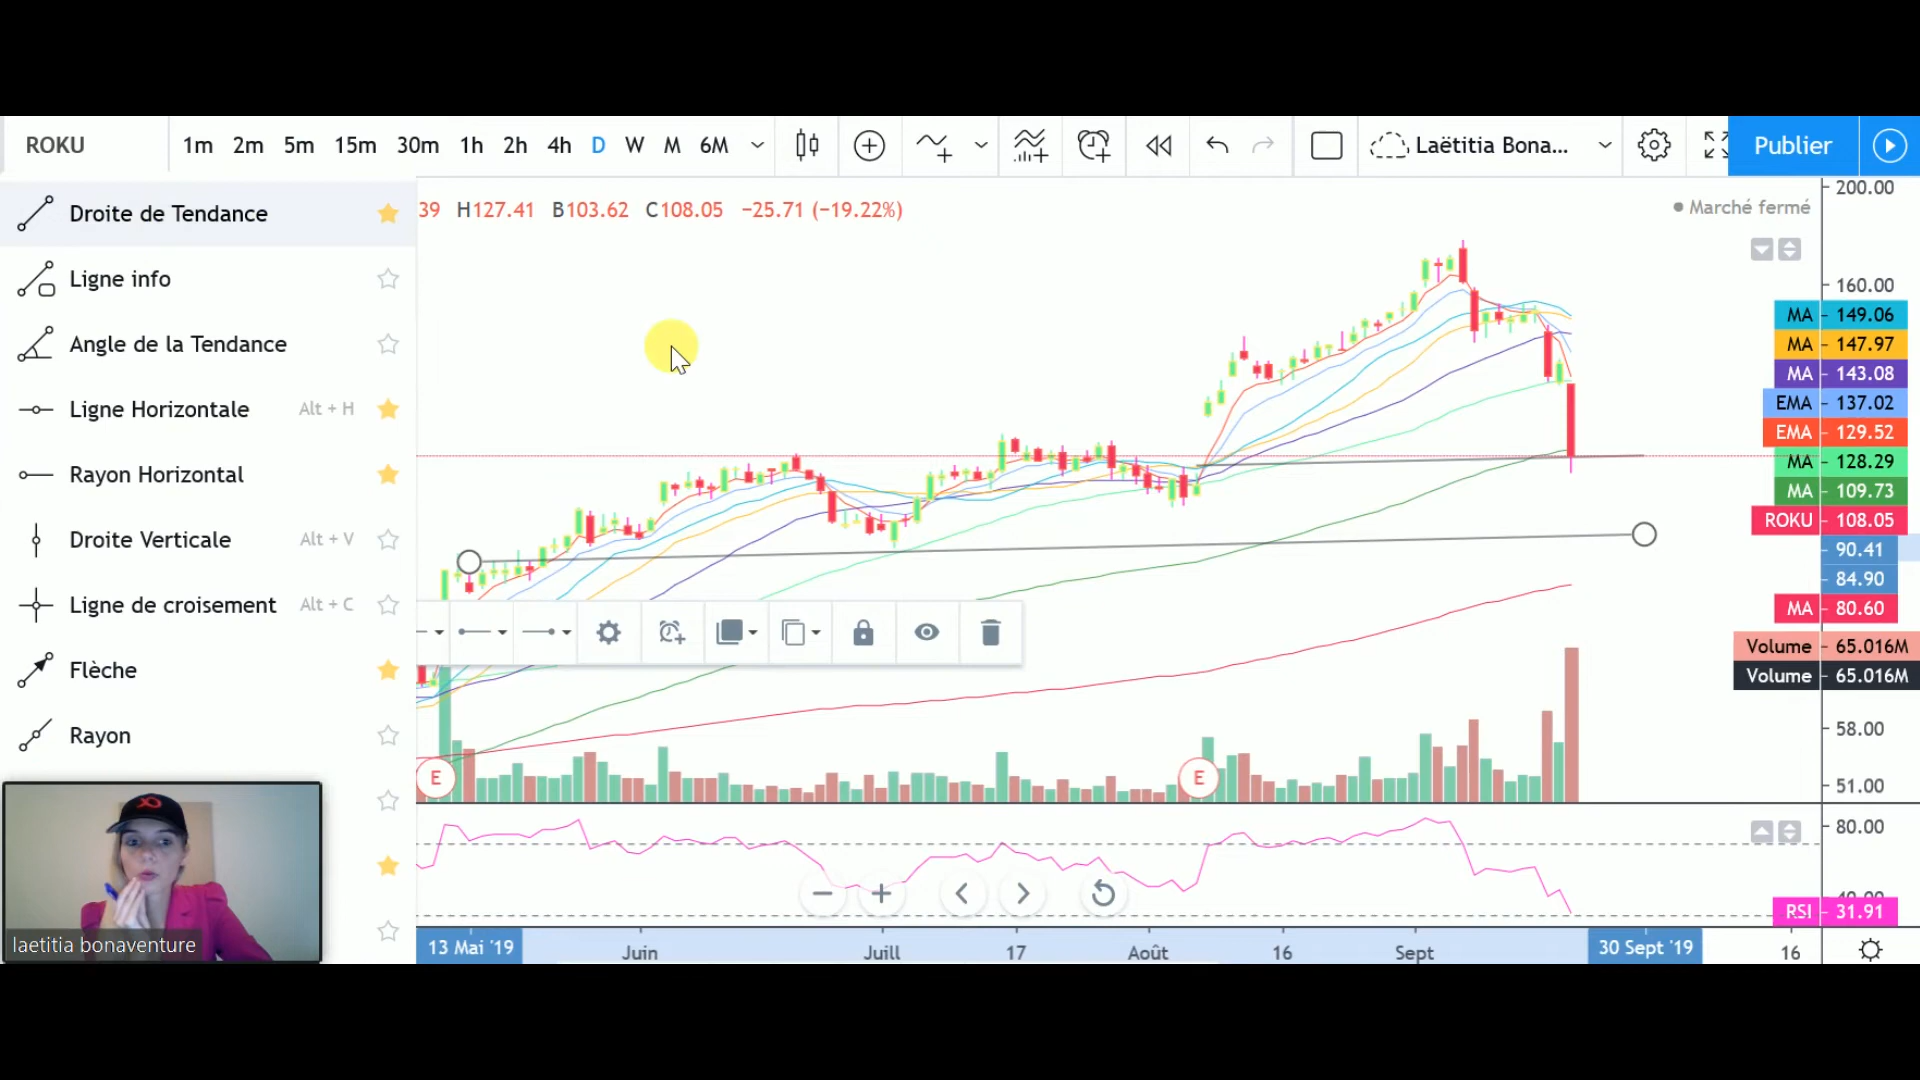 ROKU 1m 2m 5m 15m 30m 1h 2h 4h D W M 6M Laëtitia Bona... Publier
39 H127.41 B103.62 C108.05 −25.71 (−19.22%)
Marché fermé
Droite de Tendance
Ligne info
Angle de la Tendance
Ligne Horizontale Alt + H
Rayon Horizontal
Droite Verticale Alt + V
Ligne de croisement Alt + C
Flèche
Rayon
laetitia bonaventure
E
E
200.00
160.00
MA 149.06
MA 147.97
MA 143.08
EMA 137.02
EMA 129.52
MA 128.29
MA 109.73
ROKU 108.05
90.41
84.90
MA 80.60
Volume 65.016M
Volume 65.016M
58.00
51.00
80.00
40.00
RSI 31.91
13 Mai '19 Juin Juill 17 Août 16 Sept 30 Sept '19 16